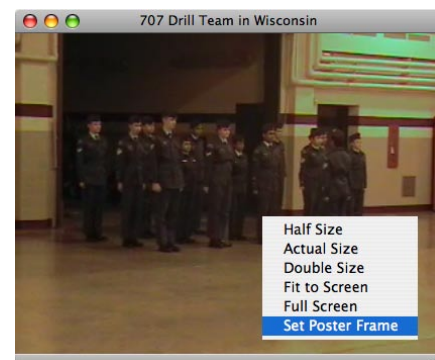 707 Drill Team in Wisconsin
Half Size
Actual Size
Double Size
Fit to Screen
Full Screen
Set Poster Frame